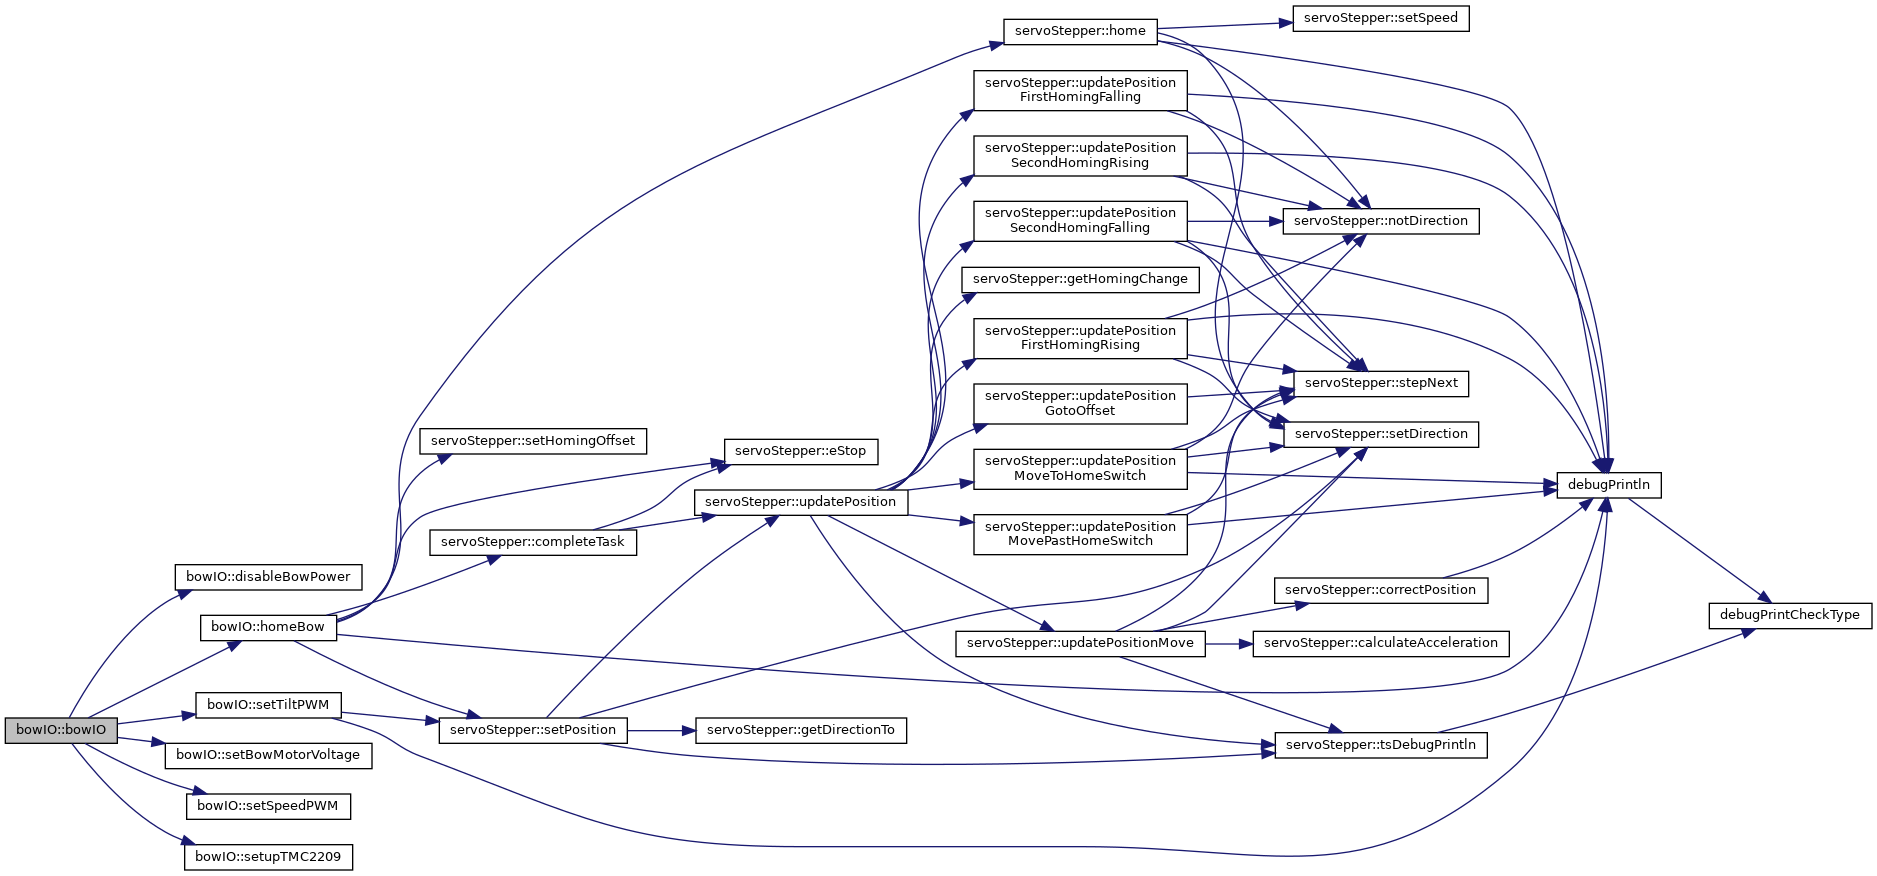 bowIO::bowIO
bowIO::disableBowPower
bowIO::homeBow
bowIO::setTiltPWM
bowIO::setBowMotorVoltage
bowIO::setSpeedPWM
bowIO::setupTMC2209
servoStepper::setHomingOffset
servoStepper::completeTask
servoStepper::setPosition
servoStepper::eStop
servoStepper::updatePosition
servoStepper::getDirectionTo
servoStepper::home
servoStepper::updatePosition
FirstHomingFalling
servoStepper::updatePosition
SecondHomingRising
servoStepper::updatePosition
SecondHomingFalling
servoStepper::getHomingChange
servoStepper::updatePosition
FirstHomingRising
servoStepper::updatePosition
GotoOffset
servoStepper::updatePosition
MoveToHomeSwitch
servoStepper::updatePosition
MovePastHomeSwitch
servoStepper::updatePositionMove
servoStepper::setSpeed
servoStepper::notDirection
servoStepper::stepNext
servoStepper::setDirection
servoStepper::correctPosition
servoStepper::calculateAcceleration
servoStepper::tsDebugPrintln
debugPrintln
debugPrintCheckType